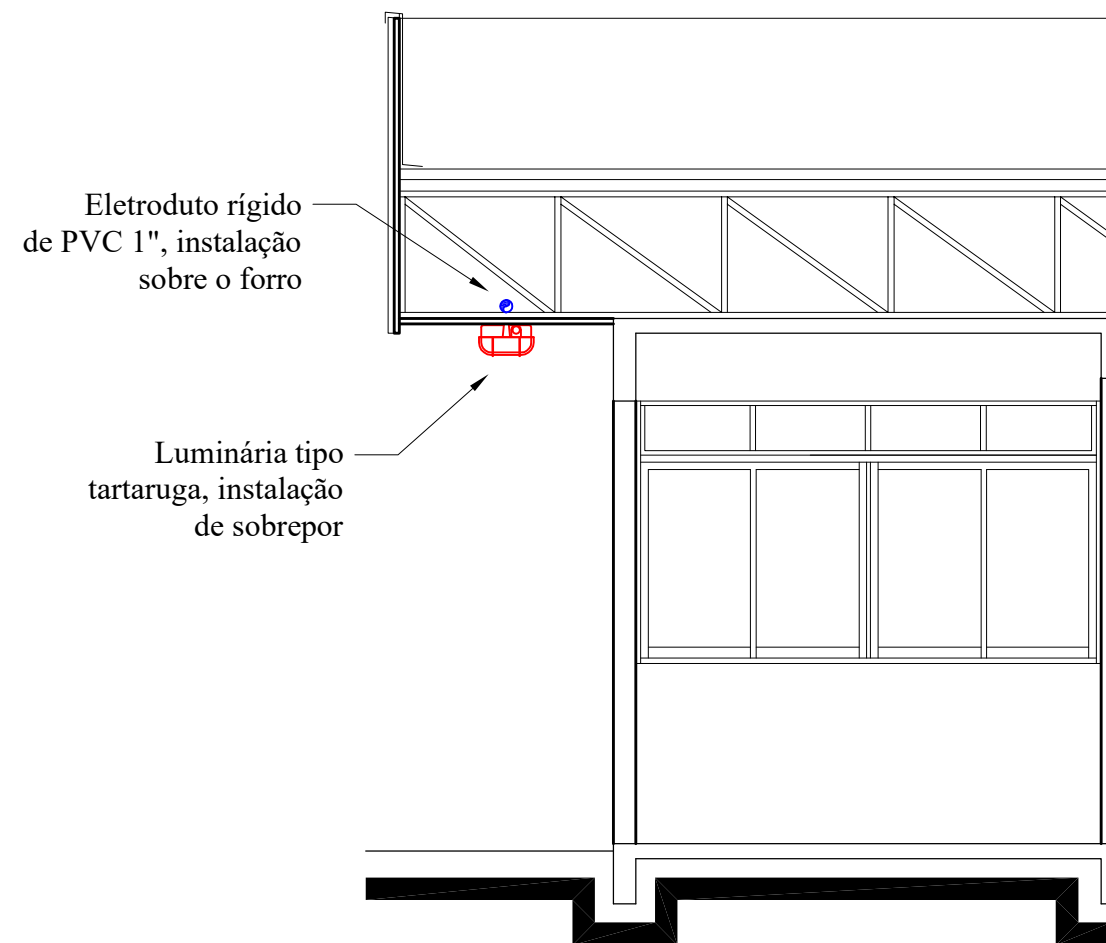 Eletroduto rígido
de PVC 1", instalação
sobre o forro
Luminária tipo
tartaruga, instalação
de sobrepor